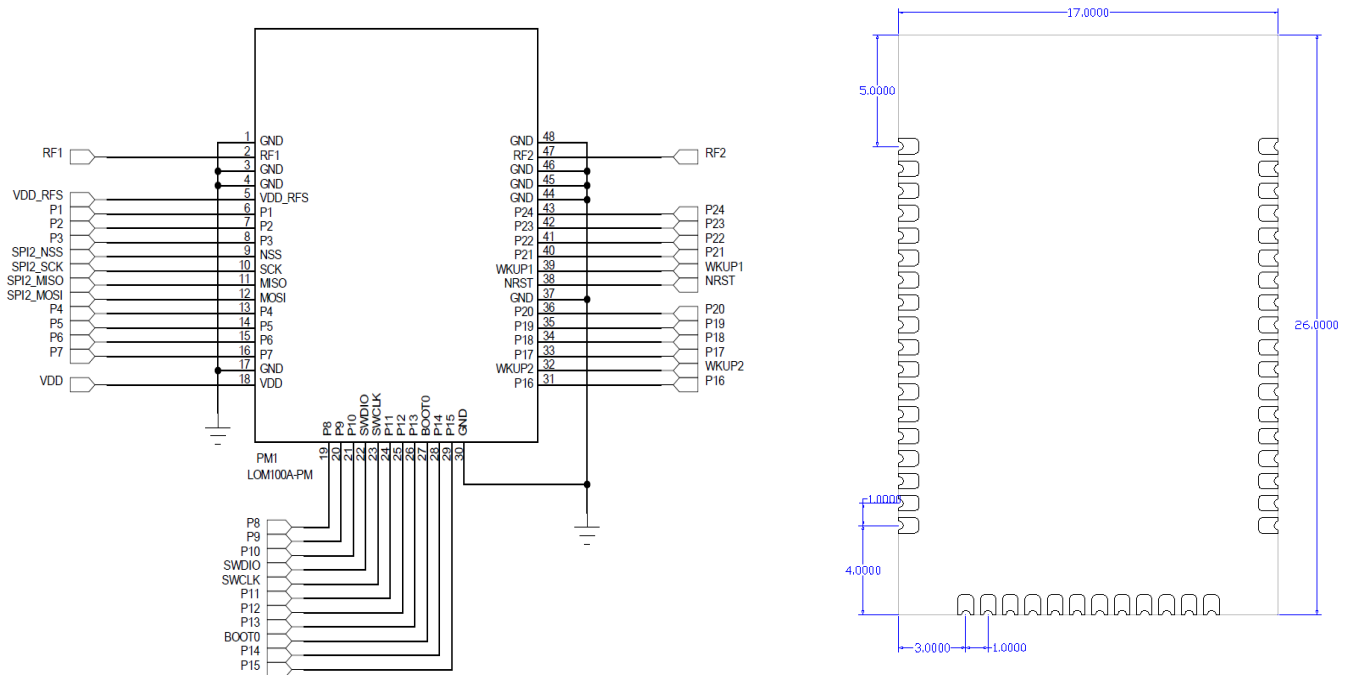 RF1
VDD_RFS
P1
P2
P3
SPI2_NSS
SPI2_SCK
SPI2_MISO
SPI2_MOSI
P4
P5
P6
P7
VDD
1 GND
2 RF1
3 GND
4 GND
5 VDD_RFS
6 P1
7 P2
8 P3
9 NSS
10 SCK
11 MISO
12 MOSI
13 P4
14 P5
15 P6
16 P7
17 GND
18 VDD
GND 48
RF2 47
GND 46
GND 45
GND 44
P24 43
P23 42
P22 41
P21 40
WKUP1 39
NRST 38
GND 37
P20 36
P19 35
P18 34
P17 33
WKUP2 32
P16 31
RF2
P24
P23
P22
P21
WKUP1
NRST
P20
P19
P18
P17
WKUP2
P16
19 P8
20 P9
21 P10
22 SWDIO
23 SWCLK
24 P11
25 P12
26 P13
27 BOOT0
28 P14
29 P15
30 GND
PM1
LOM100A-PM
P8
P9
P10
SWDIO
SWCLK
P11
P12
P13
BOOT0
P14
P15
17.0000
5.0000
26.0000
1.0000
4.0000
3.0000
1.0000